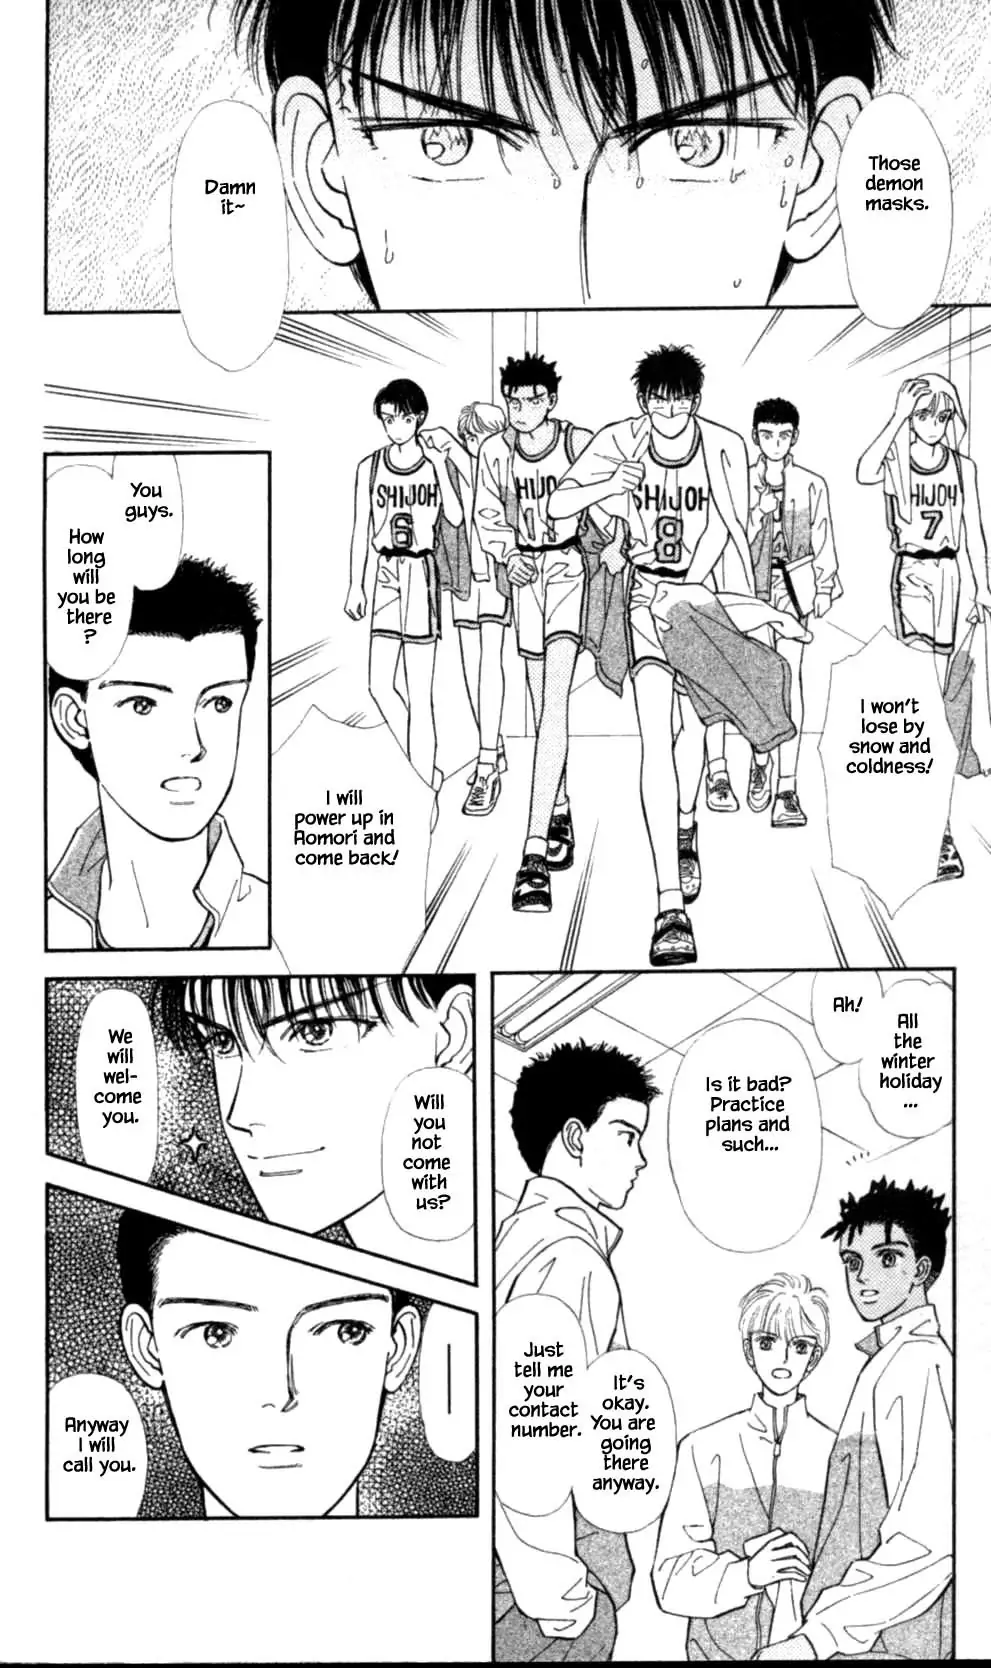 Those
demon
masks.
Damn
it~
SHIJOH
6
HIJO
SHIJOH
8
4
HIJOH
7
I won't
lose by
snow and
coldness!
I will
power up in
Aomori and
come back!
You
guys.
How
long
will
you be
there
?
Ah!
All
the
winter
holiday
...
Is it bad?
Practice
plans and
such...
It's
okay.
You are
going
there
anyway.
Just
tell me
your
contact
number.
Will
you
not
come
with
us?
We
will
wel-
come
you.
Anyway
I will
call you.